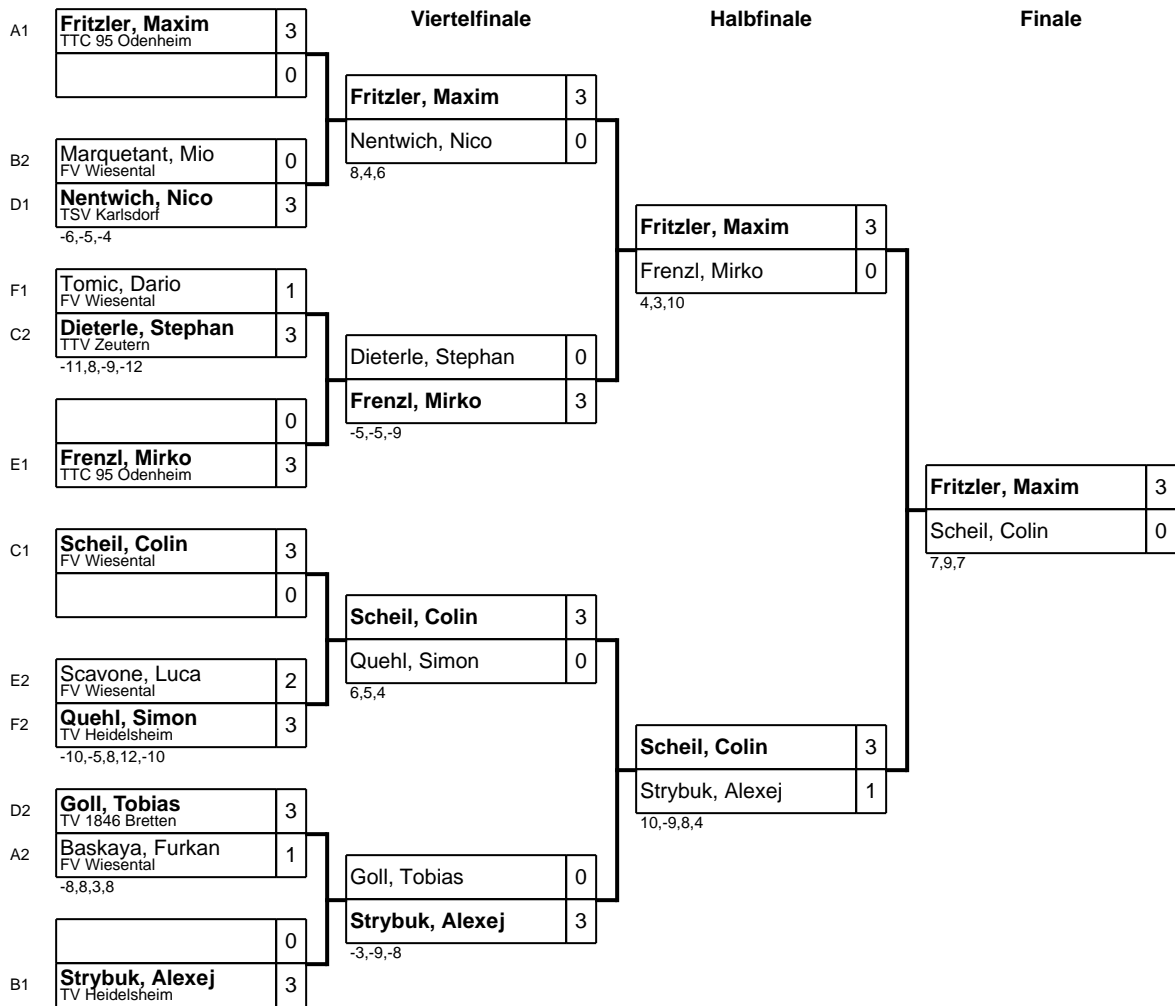 Viertelfinale
Halbfinale
Finale
A1 Fritzler, Maxim 3
TTC 95 Odenheim
0
B2 Marquetant, Mio 0
FV Wiesental
D1 Nentwich, Nico 3
TSV Karlsdorf
-6,-5,-4
F1 Tomic, Dario 1
FV Wiesental
C2 Dieterle, Stephan 3
TTV Zeutern
-11,8,-9,-12
0
E1 Frenzl, Mirko 3
TTC 95 Odenheim
C1 Scheil, Colin 3
FV Wiesental
0
E2 Scavone, Luca 2
FV Wiesental
F2 Quehl, Simon 3
TV Heidelsheim
-10,-5,8,12,-10
D2 Goll, Tobias 3
TV 1846 Bretten
A2 Baskaya, Furkan 1
FV Wiesental
-8,8,3,8
0
B1 Strybuk, Alexej 3
TV Heidelsheim
Fritzler, Maxim 3
Nentwich, Nico 0
8,4,6
Dieterle, Stephan 0
Frenzl, Mirko 3
-5,-5,-9
Scheil, Colin 3
Quehl, Simon 0
6,5,4
Goll, Tobias 0
Strybuk, Alexej 3
-3,-9,-8
Fritzler, Maxim 3
Frenzl, Mirko 0
4,3,10
Scheil, Colin 3
Strybuk, Alexej 1
10,-9,8,4
Fritzler, Maxim 3
Scheil, Colin 0
7,9,7